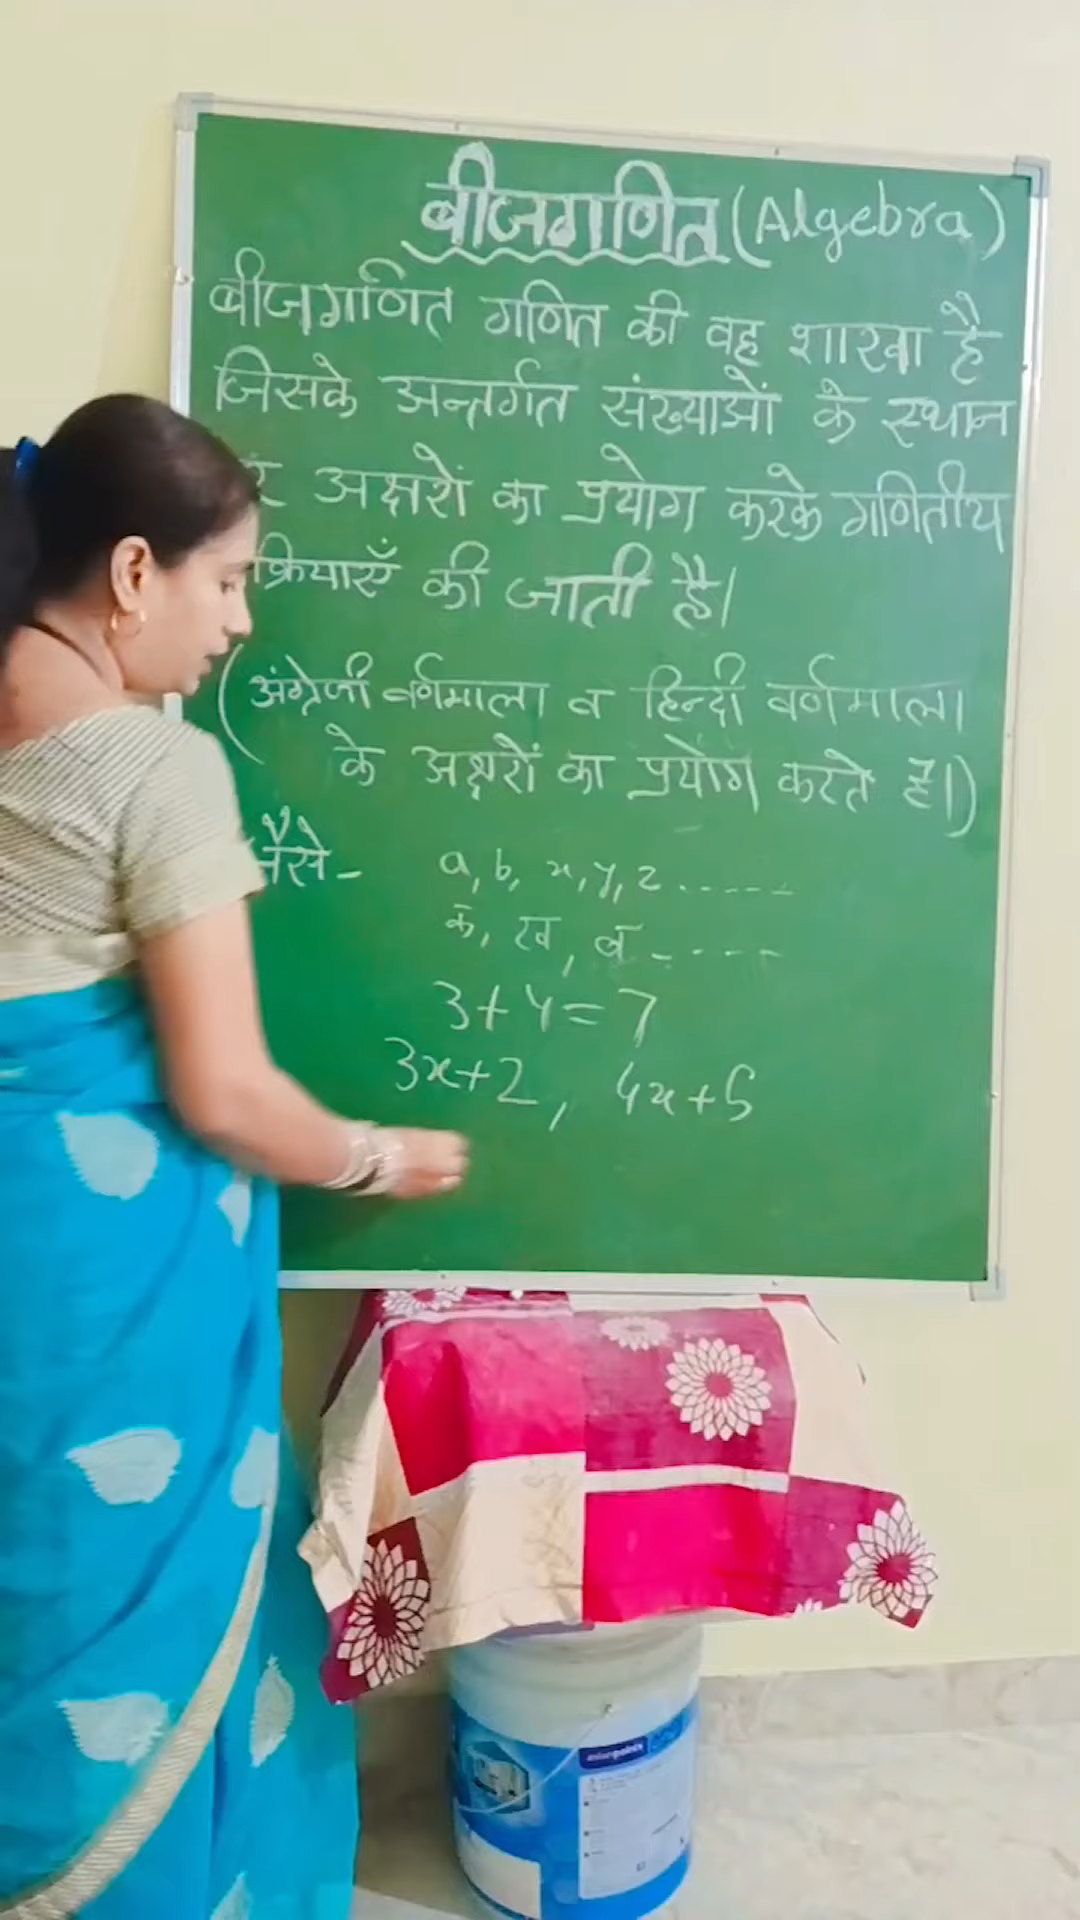 बीजगणित (Algebra)
बीजगणित गणित की वह शाखा है
जिसके अन्तर्गत संख्याओं के स्थान
अक्षरों का प्रयोग करके गणितीय
क्रियाएँ की जाती है।
(अंग्रेजी वर्णमाला व हिन्दी वर्णमाला
के अक्षरों का प्रयोग करते हैं।)
जैसे-
a, b, x, y, z ......
क, ख, ब - - - - -
3+4=7
3x+2, 4x+5